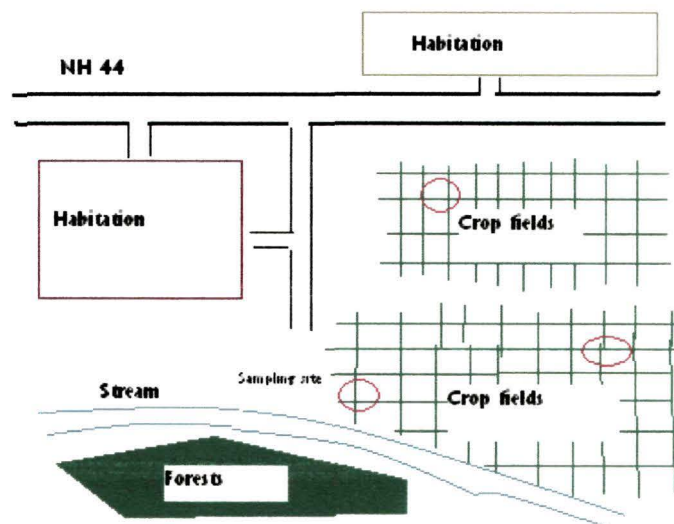 Habitation
NH 44
Habitation
Crop fields
Sampling site
Stream
Crop fields
Forests